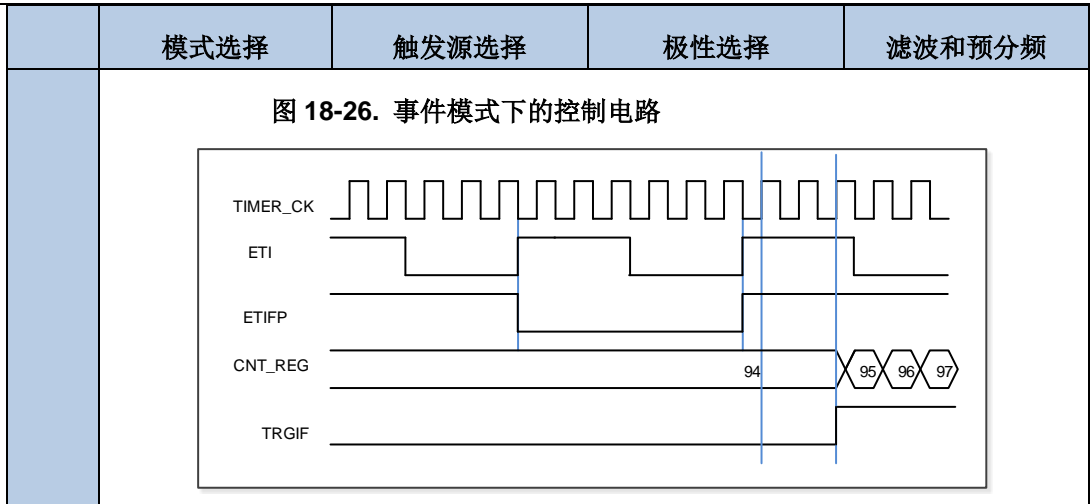 模式选择 触发源选择 极性选择 滤波和预分频
图 18-26. 事件模式下的控制电路
TIMER_CK
ETI
ETIFP
CNT_REG 94 95 96 97
TRGIF